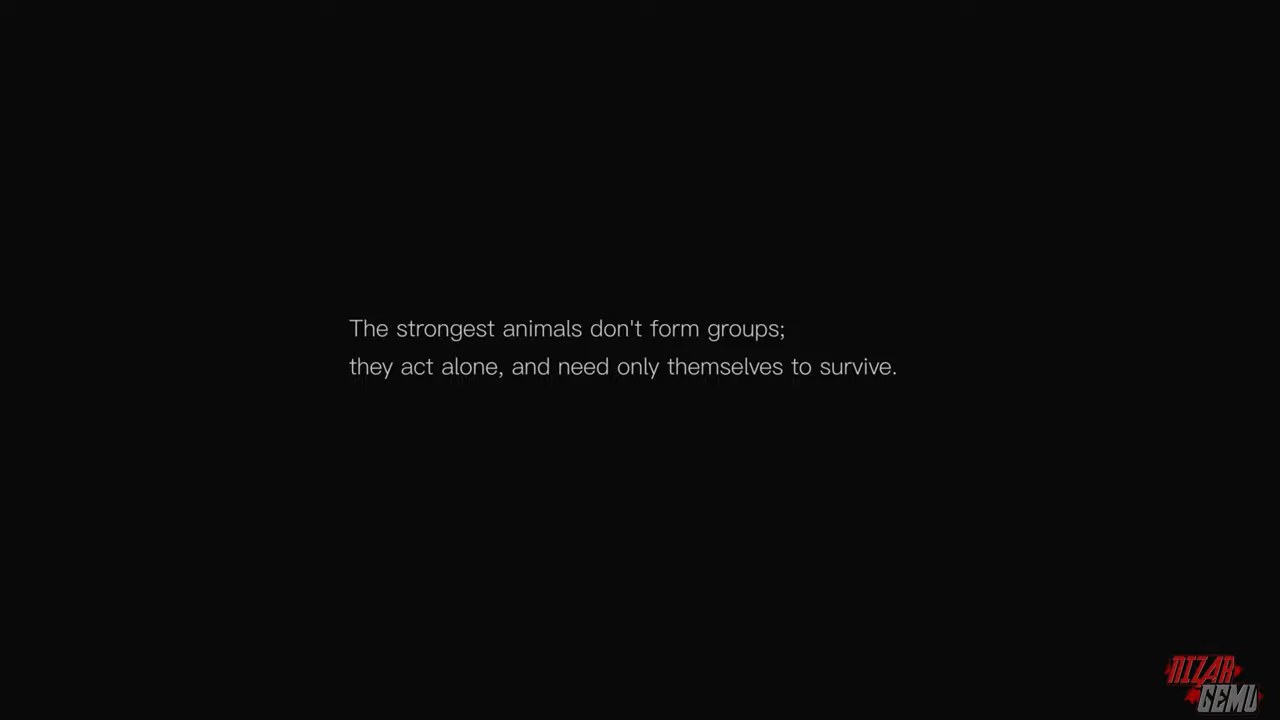 The strongest animals don't form groups;
they act alone, and need only themselves to survive.
NIZAR
GEMU